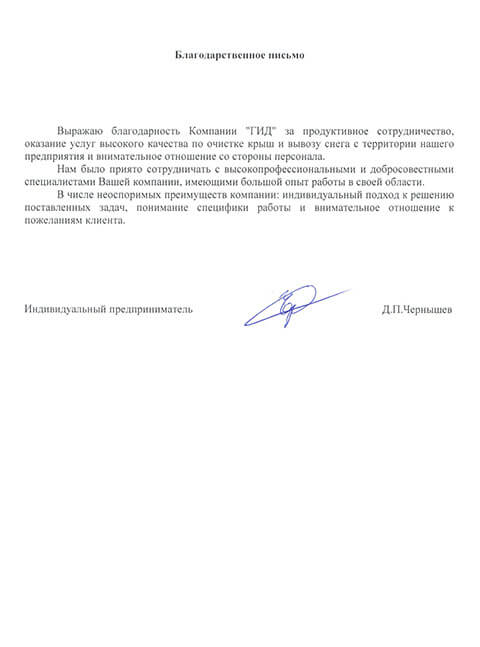 Благодарственное письмо
Выражаю благодарность Компании "ГИД" за продуктивное сотрудничество,
оказание услуг высокого качества по очистке крыш и вывозу снега с территории нашего
предприятия и внимательное отношение со стороны персонала.
Нам было приято сотрудничать с высокопрофессиональными и добросовестными
специалистами Вашей компании, имеющими большой опыт работы в своей области.
В числе неоспоримых преимуществ компании: индивидуальный подход к решению
поставленных задач, понимание специфики работы и внимательное отношение к
пожеланиям клиента.
Индивидуальный предприниматель Д.П.Чернышев